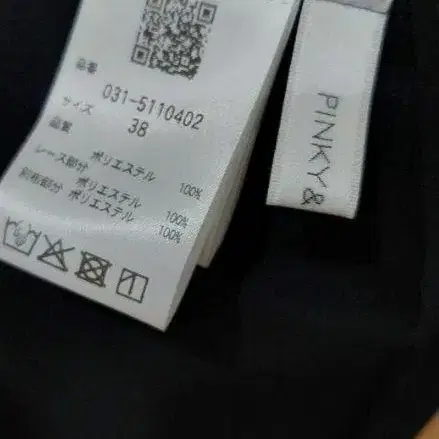 品番 031-5110402
サイズ 38
品質
ポリエステル 100%
レース部分
ポリエステル 100%
別布部分
ポリエステル 100%
PINKY &